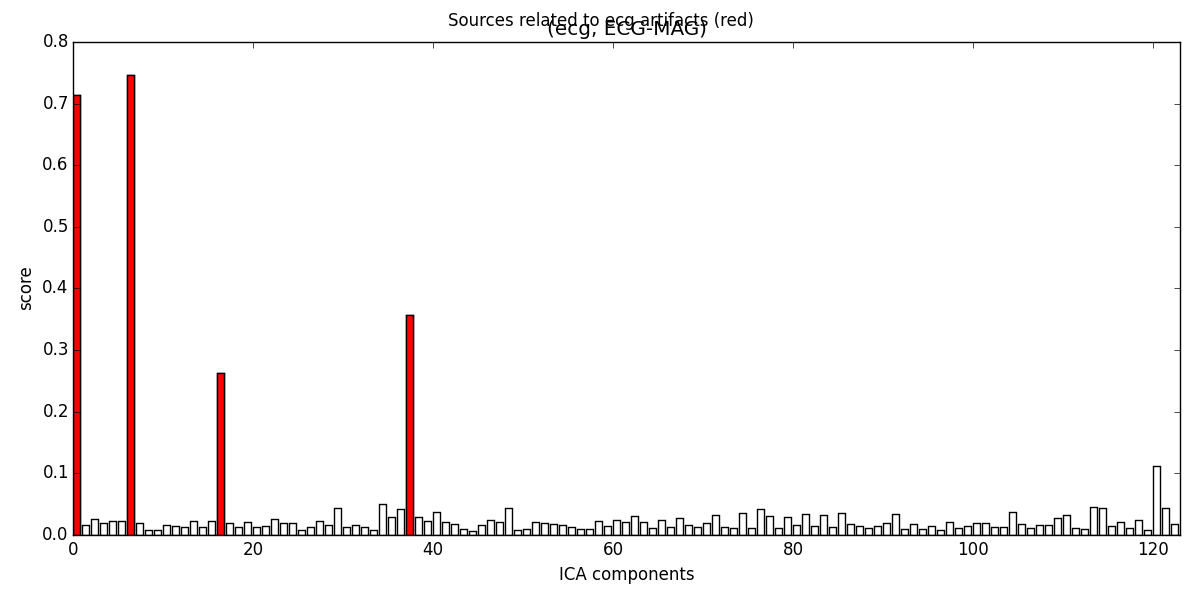 Sources related to ecg artifacts (red)
(ecg, ECG-MAG)
0.8
0.7
0.6
0.5
0.4
0.3
0.2
0.1
0.0
score
0 20 40 60 80 100 120
ICA components